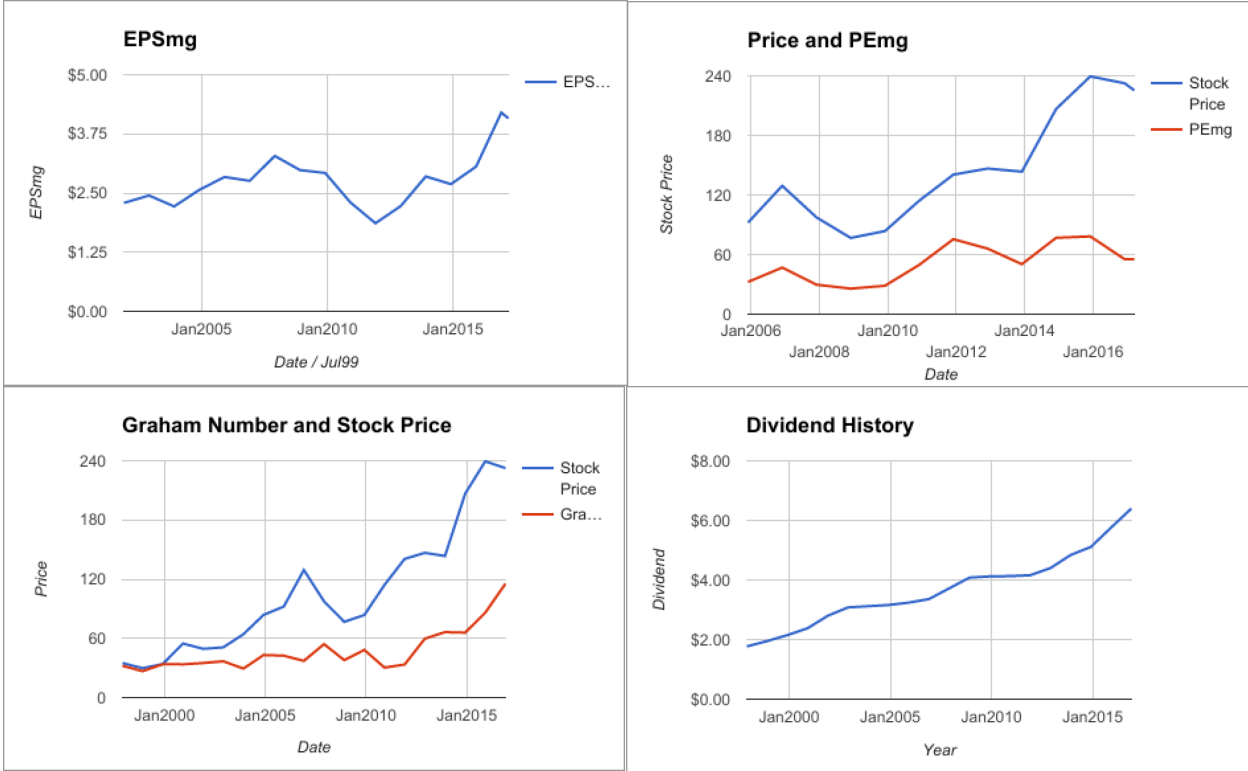 EPSmg
$5.00
$3.75
$2.50
$1.25
$0.00
EPSmg
EPS…
Jan2005
Jan2010
Jan2015
Date / Jul99
Price and PEmg
240
180
120
60
0
Stock Price
Stock
Price
PEmg
Jan2006
Jan2008
Jan2010
Jan2012
Jan2014
Jan2016
Date
Graham Number and Stock Price
240
180
120
60
0
Price
Stock
Price
Gra…
Jan2000
Jan2005
Jan2010
Jan2015
Date
Dividend History
$8.00
$6.00
$4.00
$2.00
$0.00
Dividend
Jan2000
Jan2005
Jan2010
Jan2015
Year